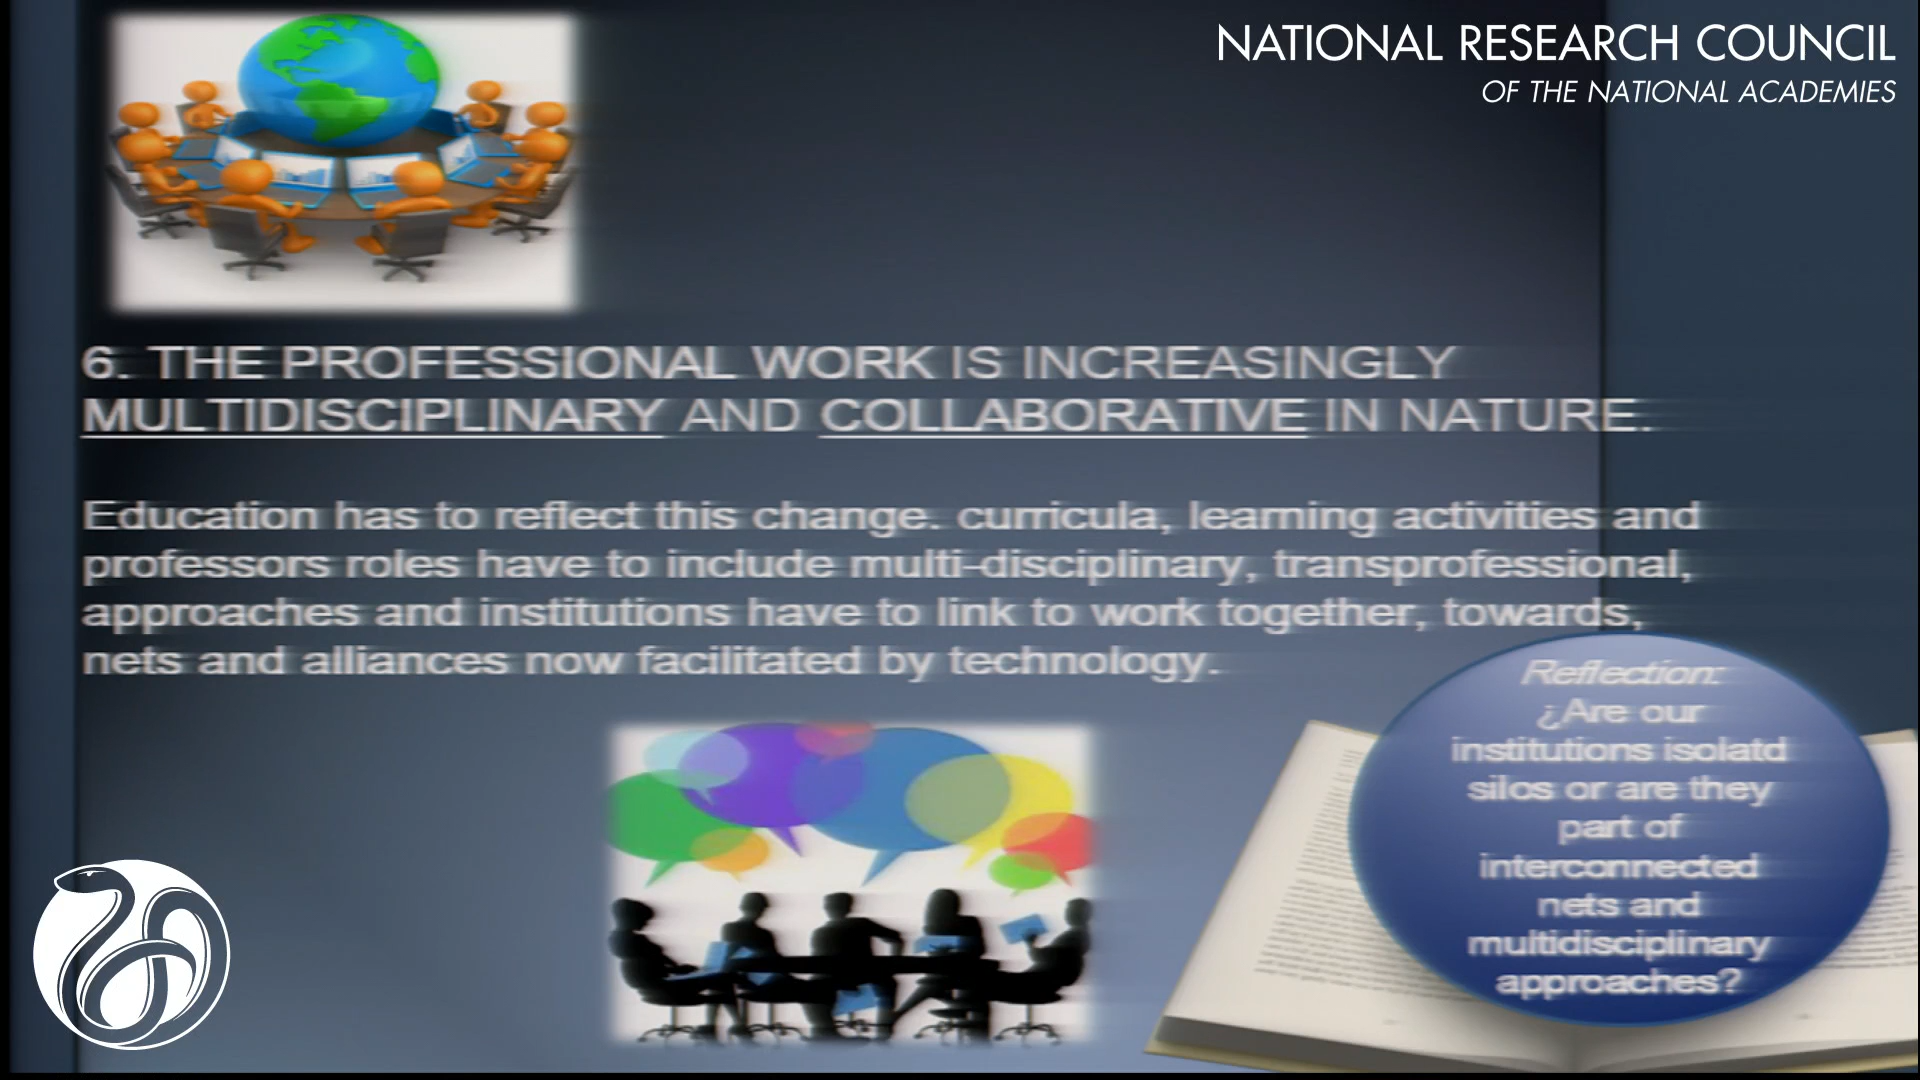 NATIONAL RESEARCH COUNCIL
OF THE NATIONAL ACADEMIES
6. THE PROFESSIONAL WORK IS INCREASINGLY
MULTIDISCIPLINARY AND COLLABORATIVE IN NATURE.
Education has to reflect this change. curricula, learning activities and
professors roles have to include multi-disciplinary, transprofessional,
approaches and institutions have to link to work together, towards,
nets and alliances now facilitated by technology.
Reflection:
¿Are our
institutions isolatd
silos or are they
part of
interconnected
nets and
multidisciplinary
approaches?